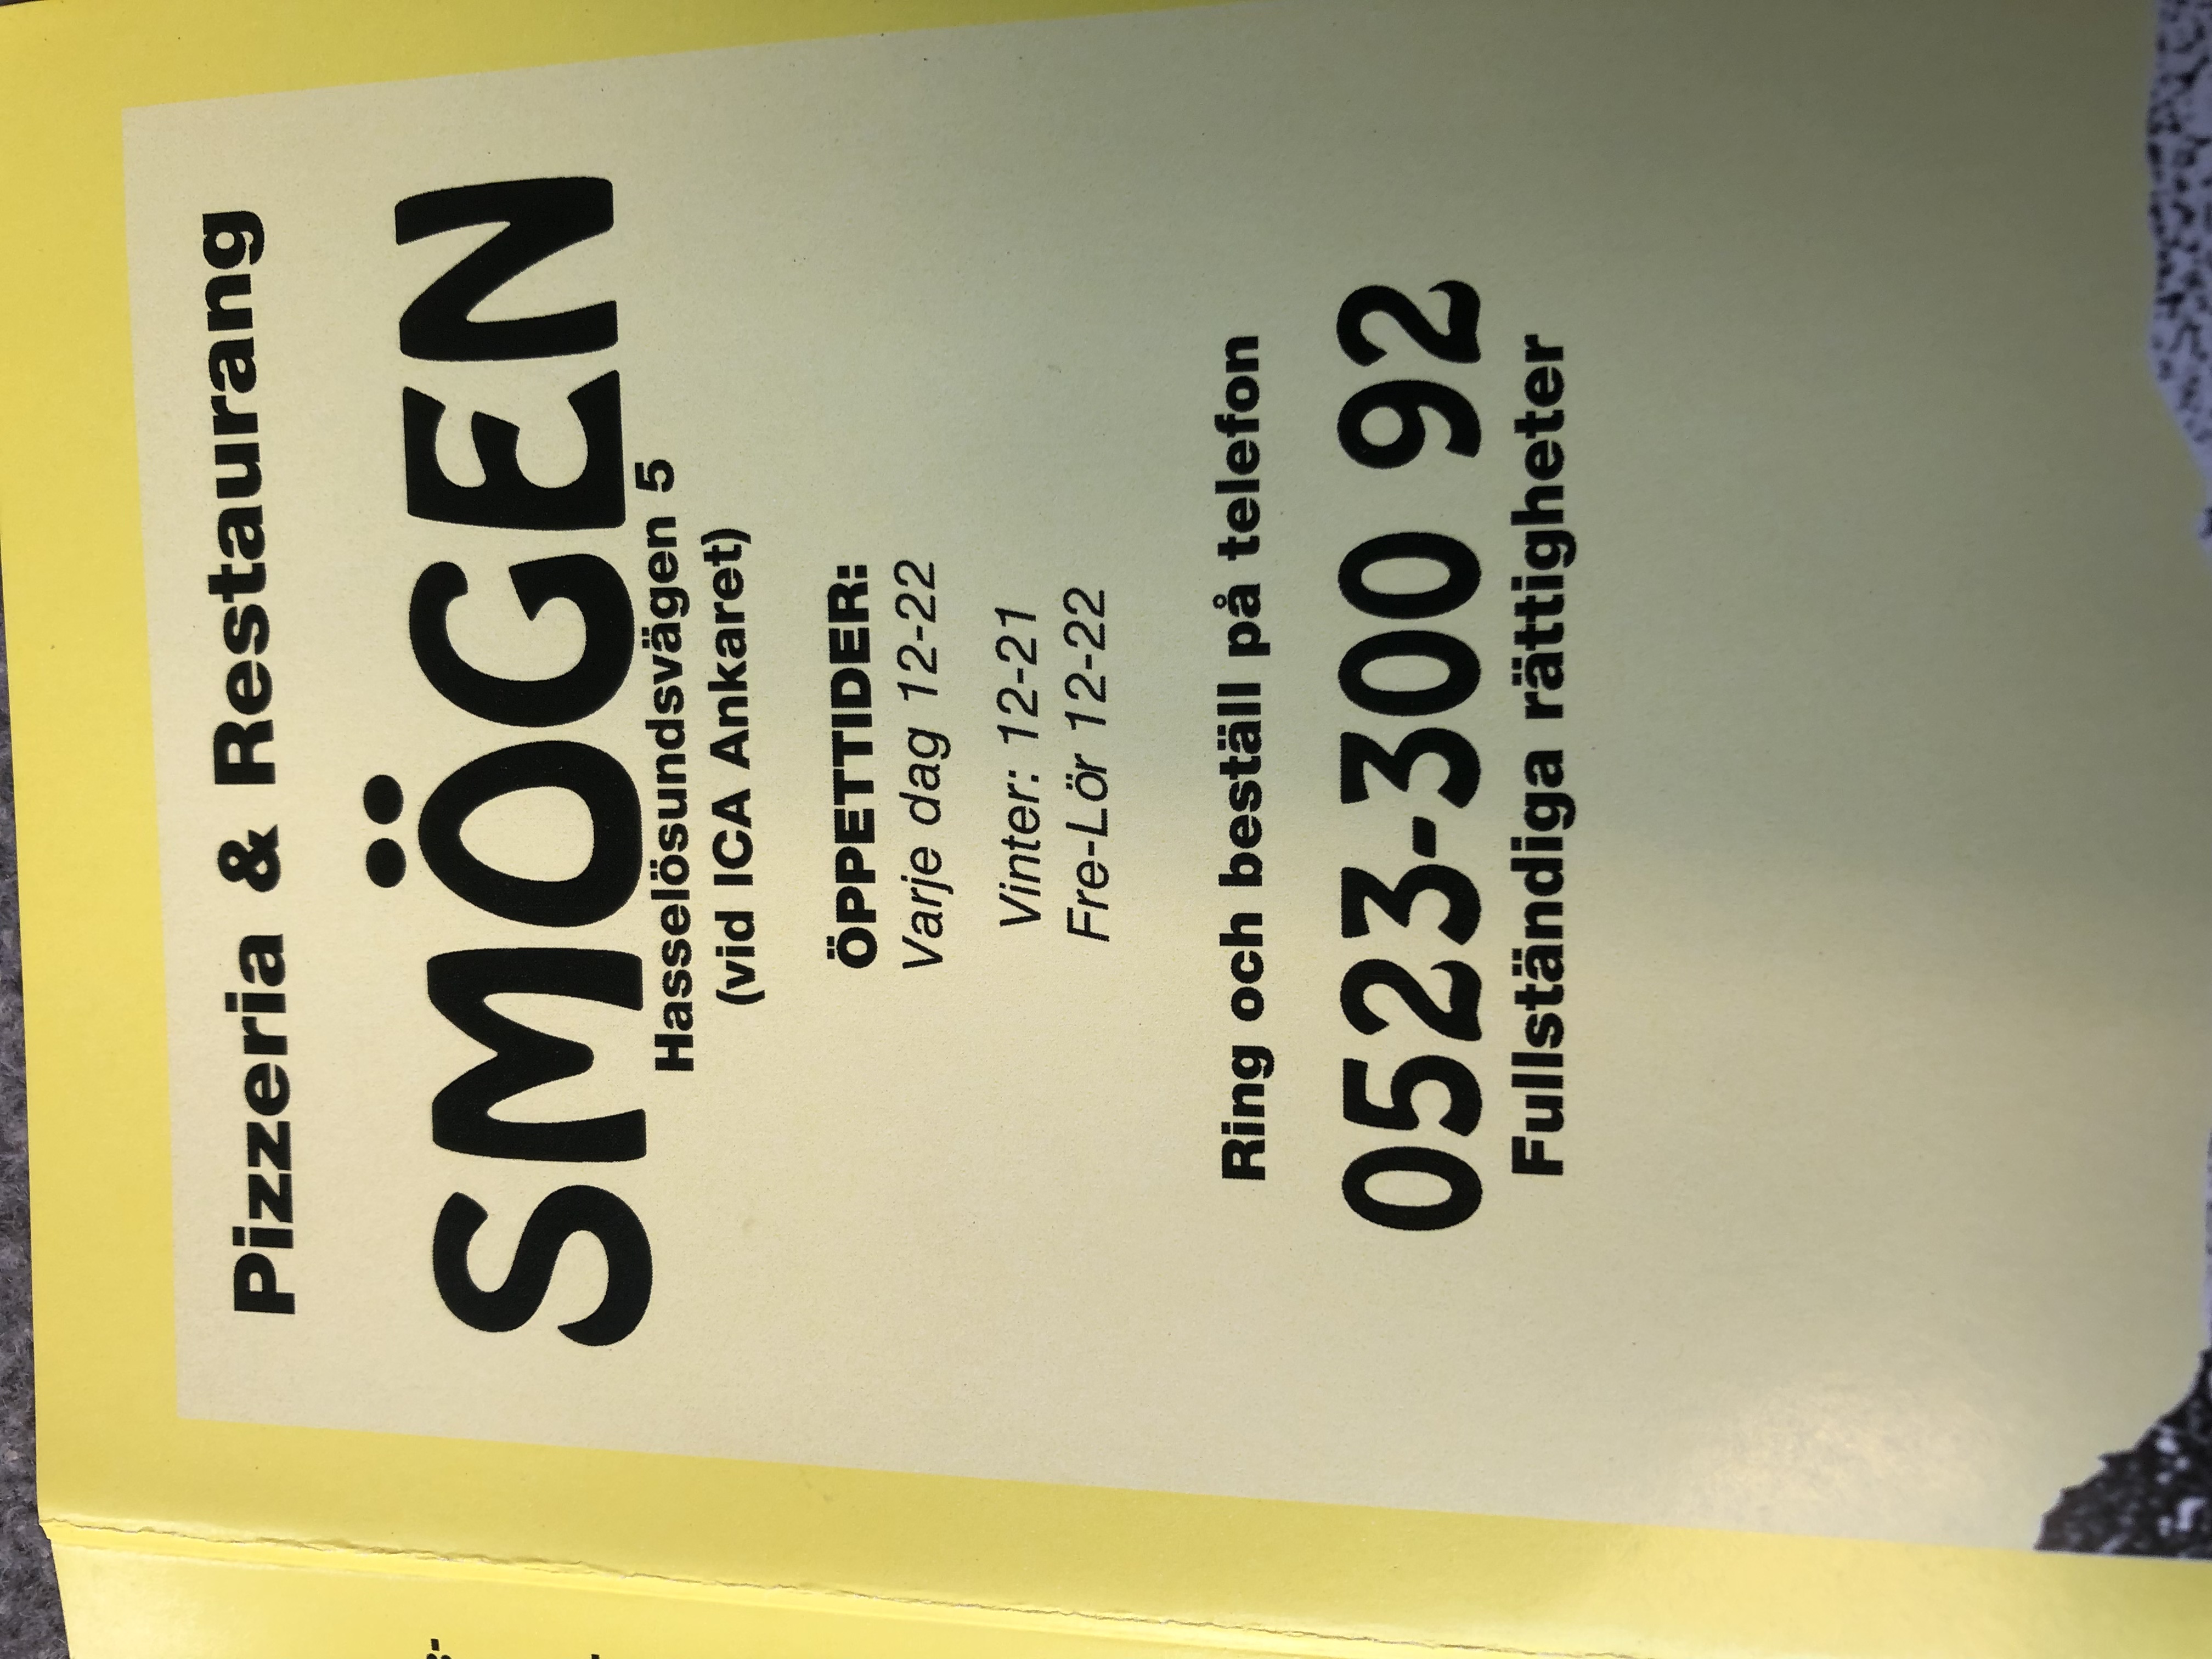 Pizzeria & Restaurang
SMÖGEN
Hasselösundsvägen 5
(vid ICA Ankaret)
ÖPPETTIDER:
Varje dag 12-22
Vinter: 12-21
Fre-Lör 12-22
Ring och beställ på telefon
0523-300 92
Fullständiga rättigheter